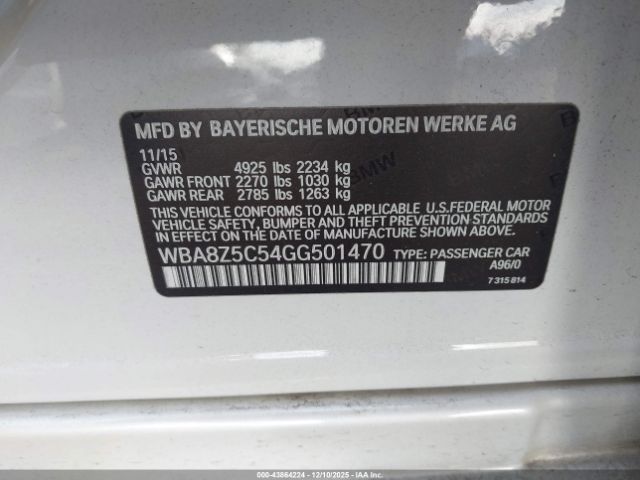 MFD BY BAYERISCHE MOTOREN WERKE AG
11/15
GVWR 4925 lbs 2234 kg
GAWR FRONT 2270 lbs 1030 kg
GAWR REAR 2785 lbs 1263 kg
THIS VEHICLE CONFORMS TO ALL APPLICABLE U.S.FEDERAL MOTOR
VEHICLE SAFETY, BUMPER, AND THEFT PREVENTION STANDARDS
IN EFFECT ON THE DATE OF MANUFACTURE SHOWN ABOVE.
WBA8Z5C54GG501470 TYPE: PASSENGER CAR
A96/0
7 315 814
BMW
000-43864224 • 12/10/2025 • IAAI.COM